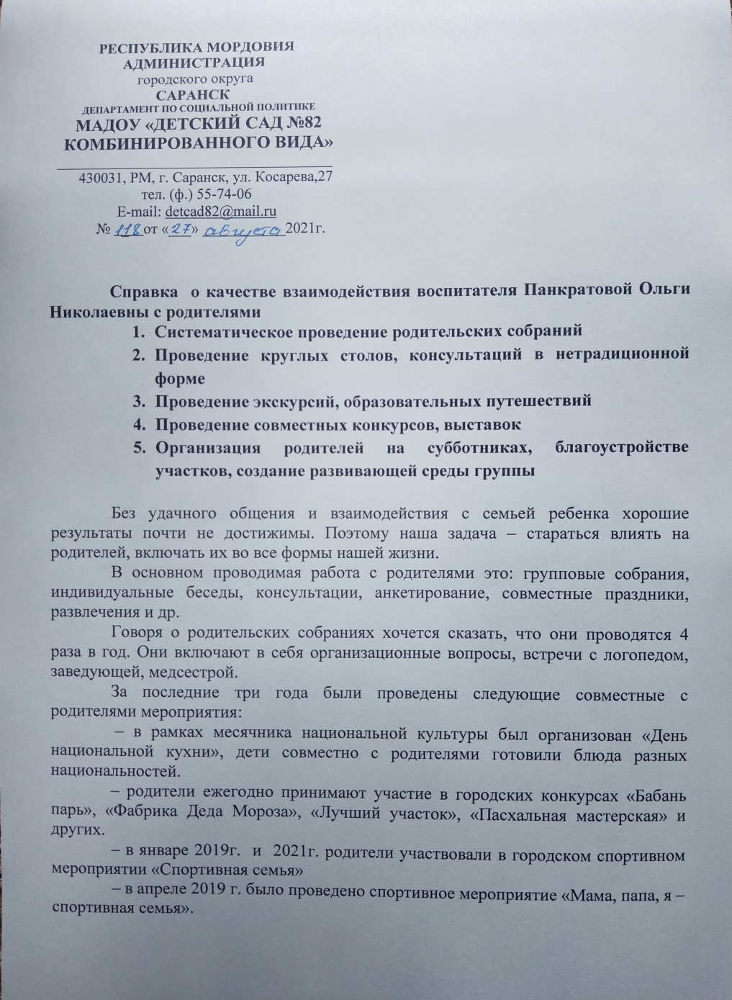 РЕСПУБЛИКА МОРДОВИЯ
АДМИНИСТРАЦИЯ
городского округа
САРАНСК
ДЕПАРТАМЕНТ ПО СОЦИАЛЬНОЙ ПОЛИТИКЕ
МАДОУ «ДЕТСКИЙ САД №82
КОМБИНИРОВАННОГО ВИДА»
430031, РМ, г. Саранск, ул. Косарева,27
тел. (ф.) 55-74-06
E-mail: detcad82@mail.ru
№ 118 от «27» августа 2021г.
Справка о качестве взаимодействия воспитателя Панкратовой Ольги
Николаевны с родителями
1. Систематическое проведение родительских собраний
2. Проведение круглых столов, консультаций в нетрадиционной
форме
3. Проведение экскурсий, образовательных путешествий
4. Проведение совместных конкурсов, выставок
5. Организация родителей на субботниках, благоустройстве
участков, создание развивающей среды группы
Без удачного общения и взаимодействия с семьей ребенка хорошие
результаты почти не достижимы. Поэтому наша задача – стараться влиять на
родителей, включать их во все формы нашей жизни.
В основном проводимая работа с родителями это: групповые собрания,
индивидуальные беседы, консультации, анкетирование, совместные праздники,
развлечения и др.
Говоря о родительских собраниях хочется сказать, что они проводятся 4
раза в год. Они включают в себя организационные вопросы, встречи с логопедом,
заведующей, медсестрой.
За последние три года были проведены следующие совместные с
родителями мероприятия:
– в рамках месячника национальной культуры был организован «День
национальной кухни», дети совместно с родителями готовили блюда разных
национальностей.
– родители ежегодно принимают участие в городских конкурсах «Бабань
парь», «Фабрика Деда Мороза», «Лучший участок», «Пасхальная мастерская» и
других.
– в январе 2019г. и 2021г. родители участвовали в городском спортивном
мероприятии «Спортивная семья»
– в апреле 2019 г. было проведено спортивное мероприятие «Мама, папа, я –
спортивная семья».